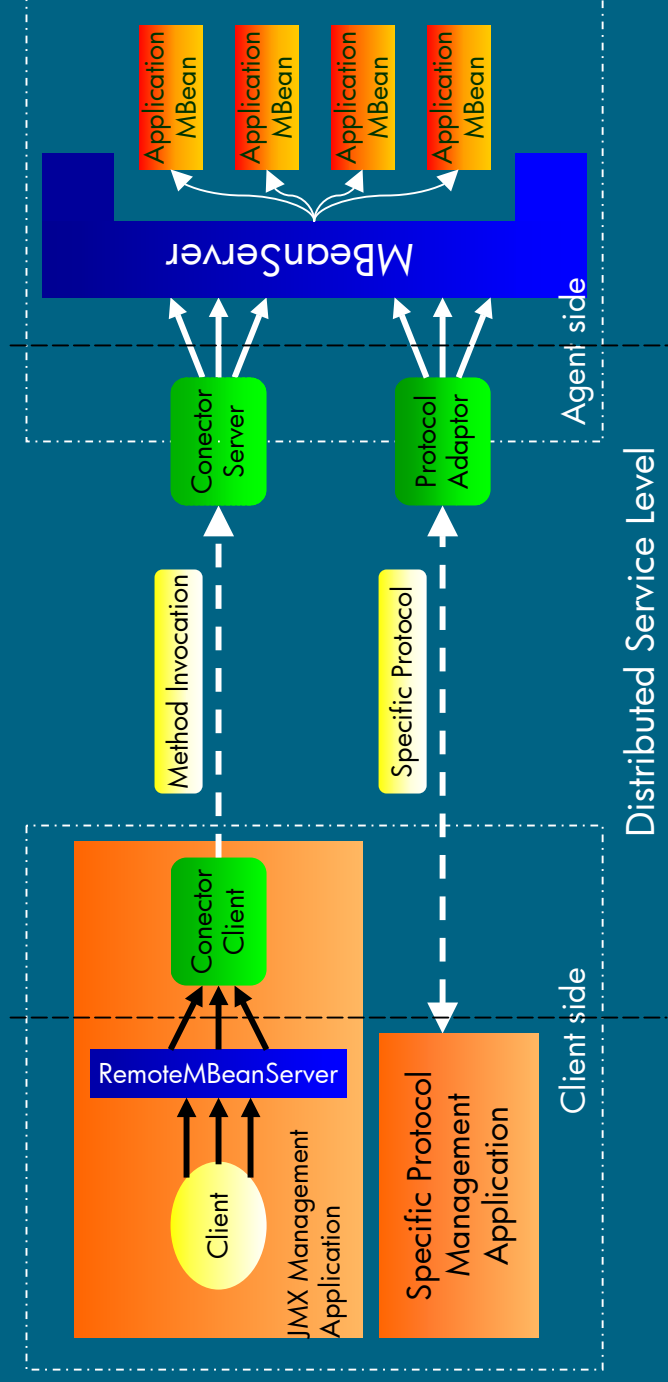 Client
RemoteMBeanServer
Conector
Client
JMX Management
Application
Method Invocation
Conector
Server
MBeanServer
Application
MBean
Application
MBean
Application
MBean
Application
MBean
Specific Protocol
Management
Application
Specific Protocol
Protocol
Adaptor
Client side
Agent side
Distributed Service Level